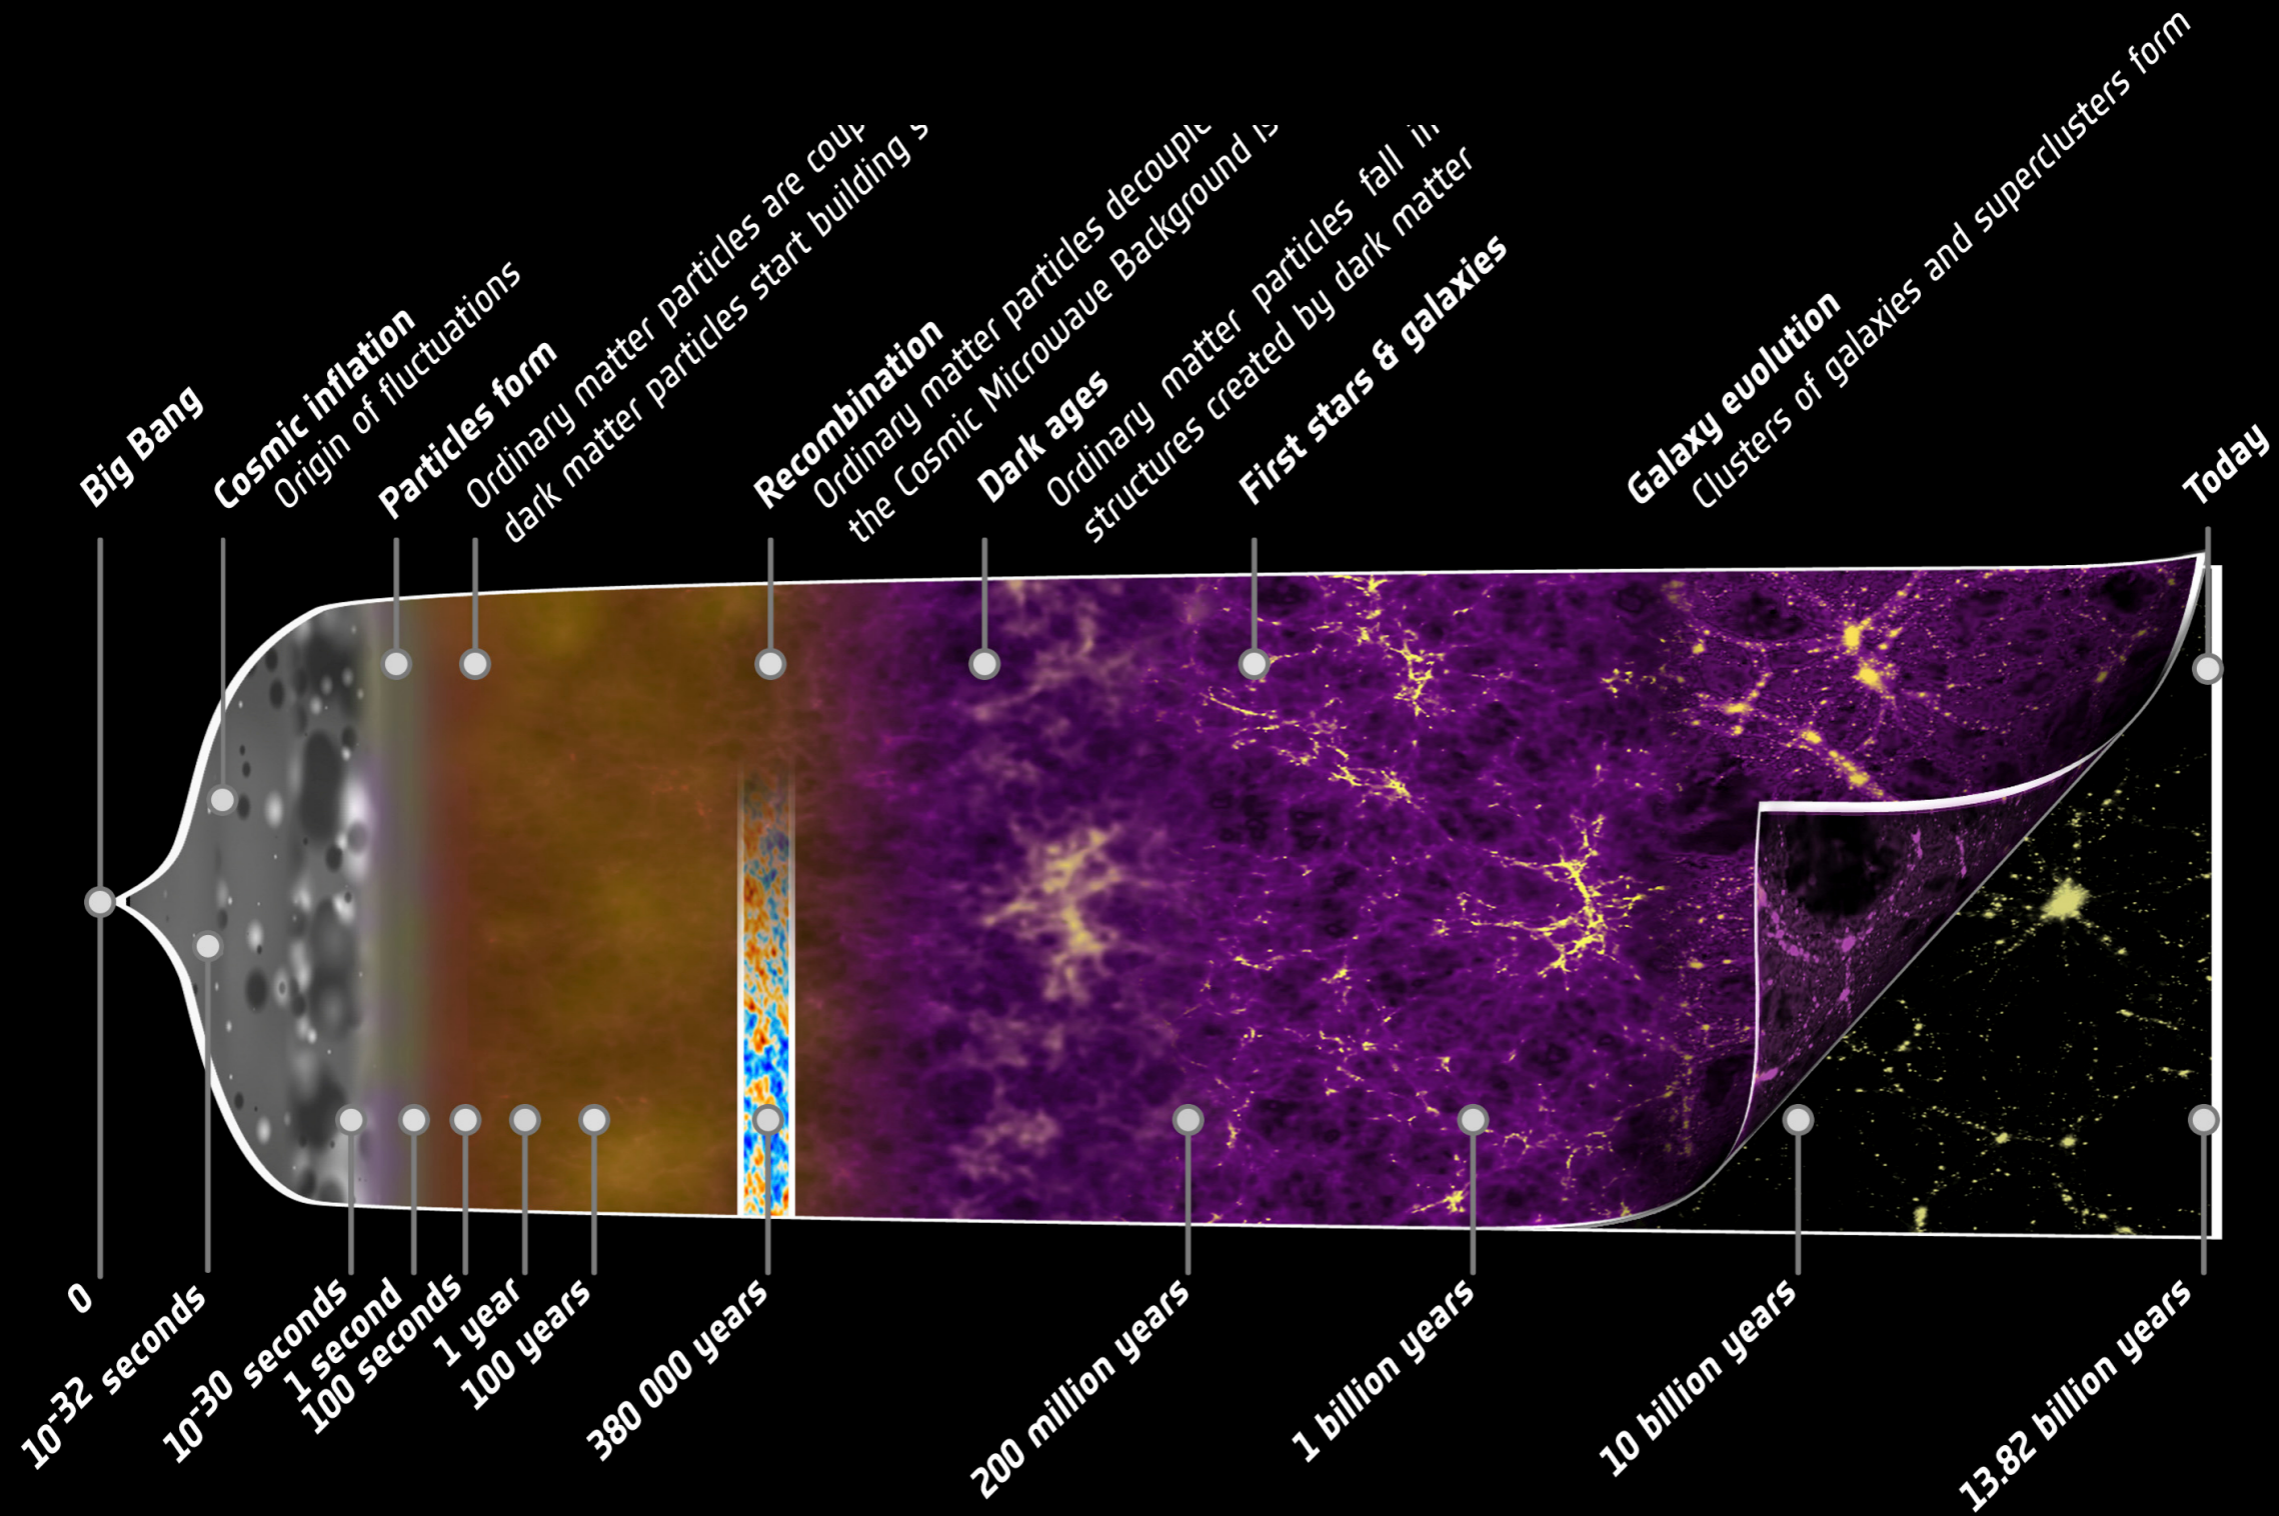 Big Bang
Cosmic inflation
Origin of fluctuations
Particles form
Ordinary matter particles are
dark matter particles start building
Recombination
Ordinary matter particles decouple
the Cosmic Microwave Background is
Dark ages
Ordinary matter particles fall in
structures created by dark matter
First stars & galaxies
Galaxy evolution
Clusters of galaxies and superclusters form
Today
0
10-32 seconds
10-30 seconds
1 second
100 seconds
1 year
100 years
380 000 years
200 million years
1 billion years
10 billion years
13.82 billion years